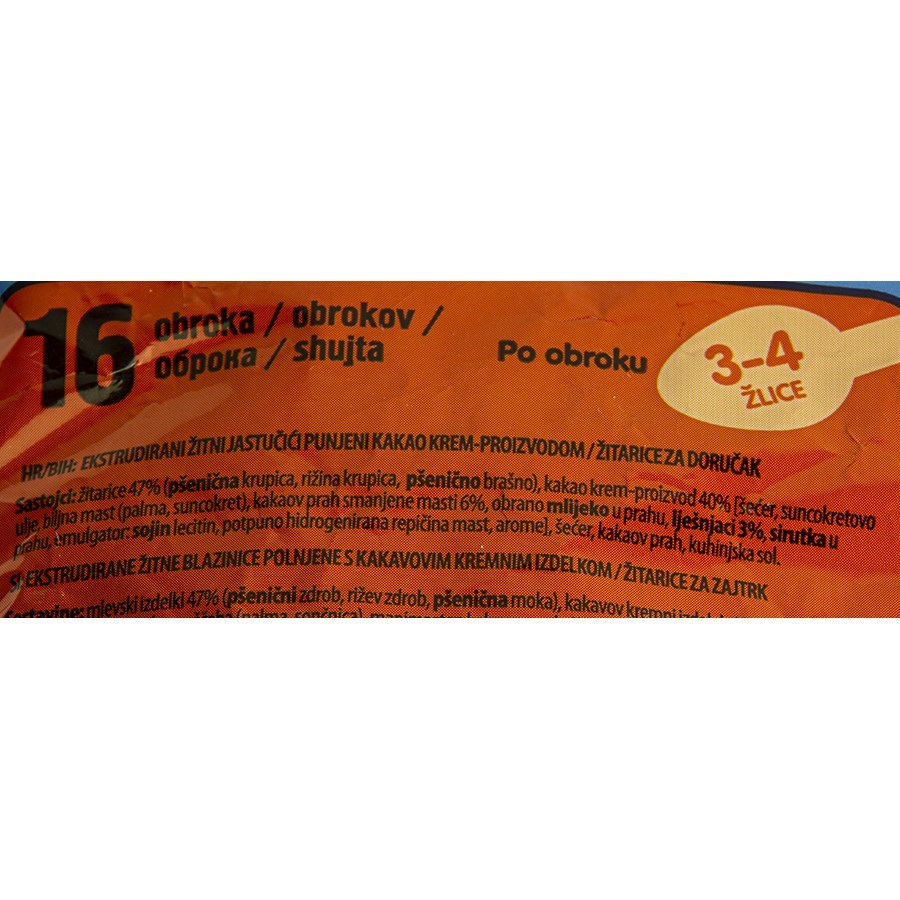 16 obroka / obrokov /
оброка / shujta
Po obroku
3-4
ŽLICE
HR/BIH: EKSTRUDIRANI ŽITNI JASTUČIĆI PUNJENI KAKAO KREM-PROIZVODOM / ŽITARICE ZA DORUČAK
Sastojci: žitarice 47% (pšenična krupica, rižina krupica, pšenično brašno), kakao krem-proizvod 40% [šećer, suncokretovo
ulje, biljna mast (palma, suncokret), kakaov prah smanjene masti 6%, obrano mlijeko u prahu, lješnjaci 3%, sirutka u
prahu, emulgator: sojin lecitin, potpuno hidrogenirana repičina mast, arome], šećer, kakaov prah, kuhinjska sol.
SI: EKSTRUDIRANE ŽITNE BLAZINICE POLNJENE S KAKAVOVIM KREMNIM IZDELKOM / ŽITARICE ZA ZAJTRK
Sestavine: mlevski izdelki 47% (pšenični zdrob, rižev zdrob, pšenična moka), kakavov kremni
(palma, sončnica),